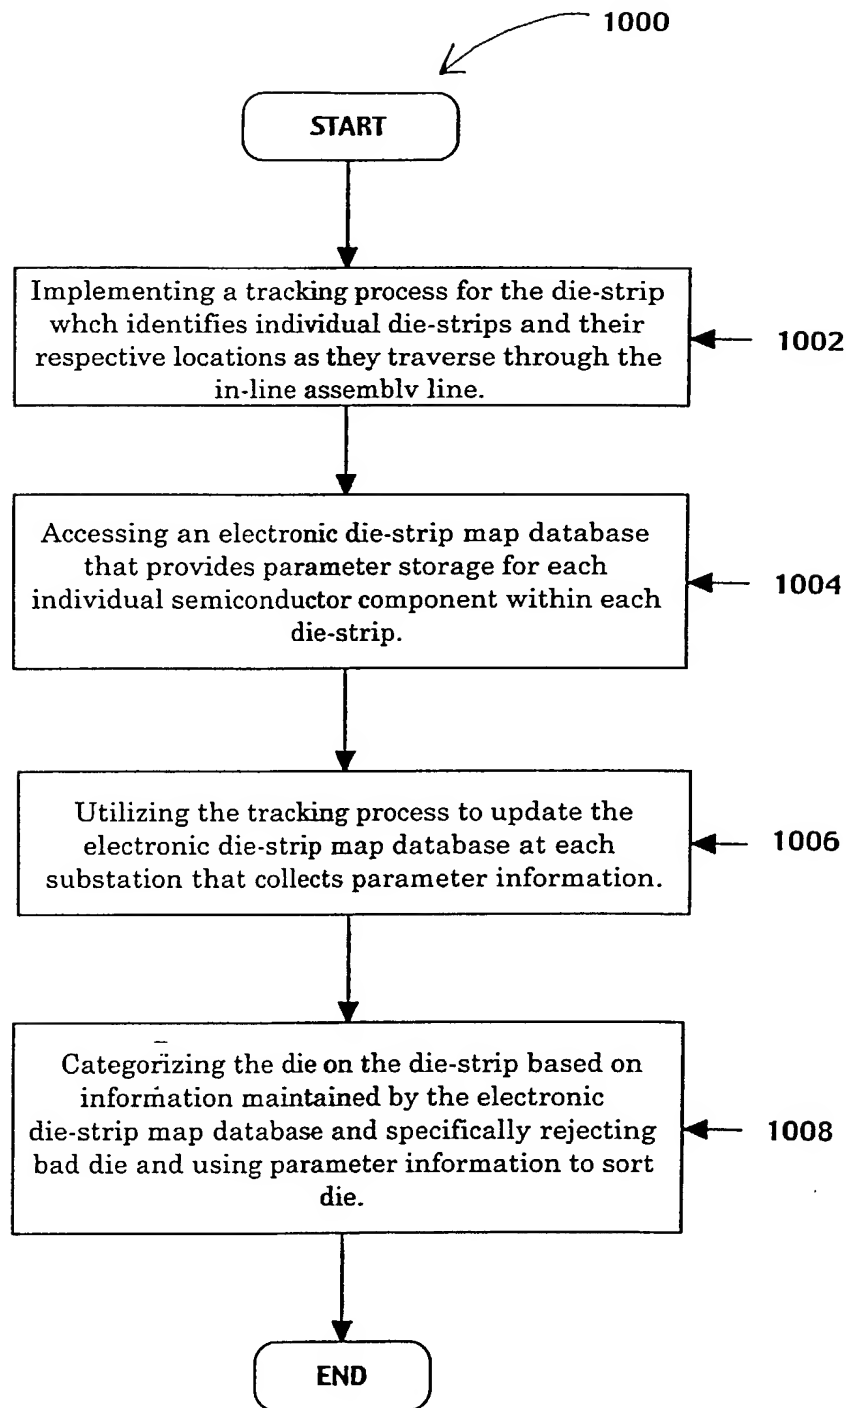 1000
START
Implementing a tracking process for the die-strip
whch identifies individual die-strips and their
respective locations as they traverse through the
in-line assembly line.
1002
Accessing an electronic die-strip map database
that provides parameter storage for each
individual semiconductor component within each
die-strip.
1004
Utilizing the tracking process to update the
electronic die-strip map database at each
substation that collects parameter information.
1006
Categorizing the die on the die-strip based on
information maintained by the electronic
die-strip map database and specifically rejecting
bad die and using parameter information to sort
die.
1008
END